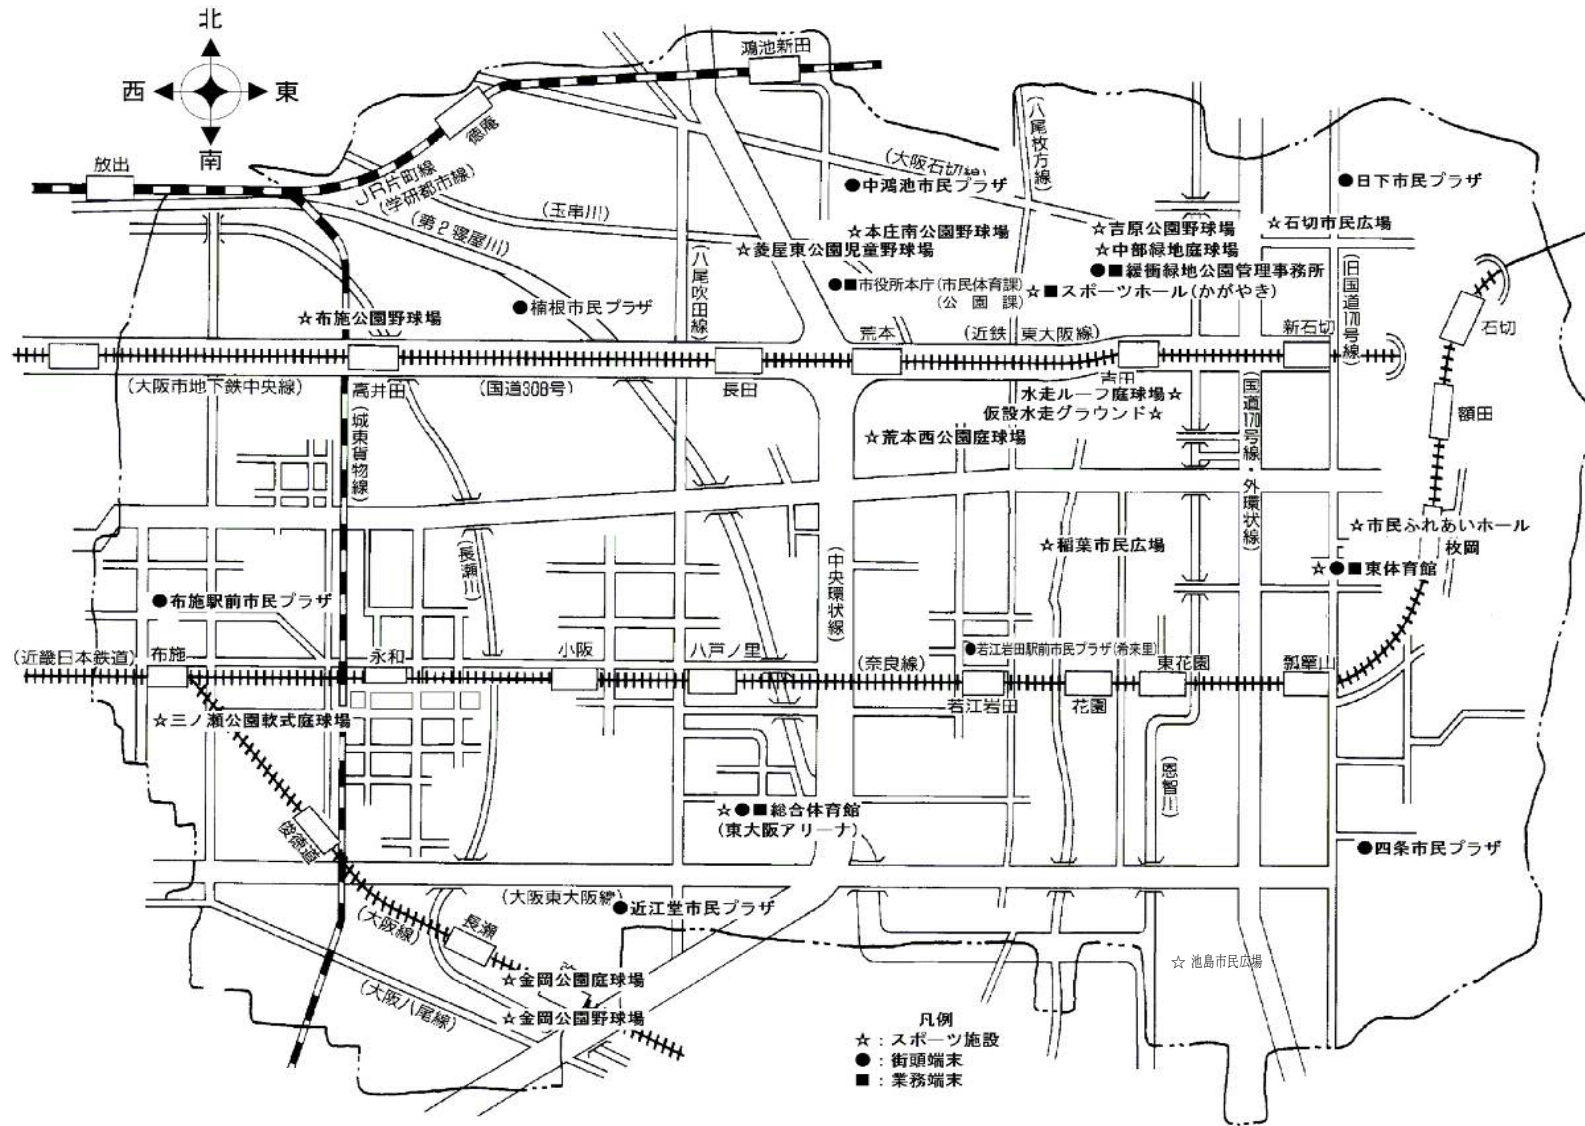 北
西 東
南
鴻池新田
徳庵
放出
JR片町線
(学研都市線)
(第2寝屋川)
(玉串川)
(大阪石切線)
(八尾枚方線)
●中鴻池市民プラザ
●日下市民プラザ
☆本庄南公園野球場
☆菱屋東公園児童野球場
☆吉原公園野球場
☆石切市民広場
☆中部緑地庭球場
●■緩衝緑地公園管理事務所
●■市役所本庁(市民体育課)
(公園課)
☆■スポーツホール(かがやき)
(八尾吹田線)
(旧国道170号線)
●楠根市民プラザ
☆布施公園野球場
荒本
(近鉄 東大阪線)
新石切
石切
(大阪市地下鉄中央線)
高井田
(国道308号)
長田
吉田
水走ルーフ庭球場☆
仮設水走グラウンド☆
額田
(城東貨物線)
☆荒本西公園庭球場
(国道170号線・外環状線)
☆市民ふれあいホール
枚岡
☆●■東体育館
☆稲葉市民広場
(長瀬川)
(中央環状線)
●布施駅前市民プラザ
(近畿日本鉄道)
布施
永和
小阪
八戸ノ里
(奈良線)
●若江岩田駅前市民プラザ(希来里)
東花園
瓢箪山
若江岩田
花園
☆三ノ瀬公園軟式庭球場
(恩智川)
俊徳道
☆●■総合体育館
(東大阪アリーナ)
●四条市民プラザ
(大阪東大阪線)
●近江堂市民プラザ
(大阪線)
長瀬
☆池島市民広場
☆金岡公園庭球場
(大阪八尾線)
☆金岡公園野球場
凡例
☆：スポーツ施設
●：街頭端末
■：業務端末